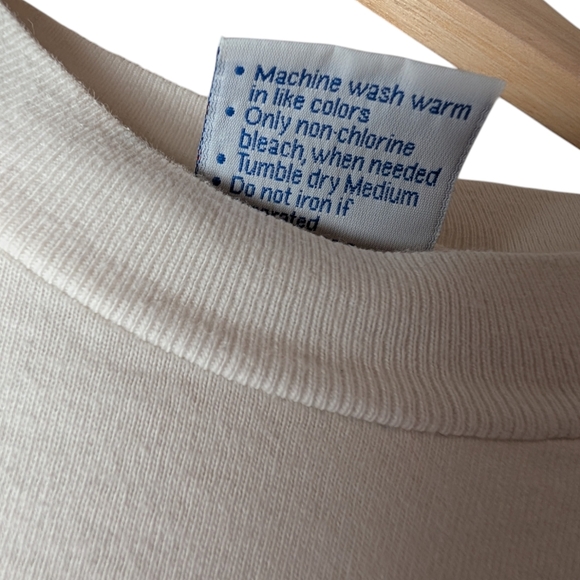 • Machine wash warm
in like colors
• Only non-chlorine
bleach, when needed
• Tumble dry Medium
• Do not iron if